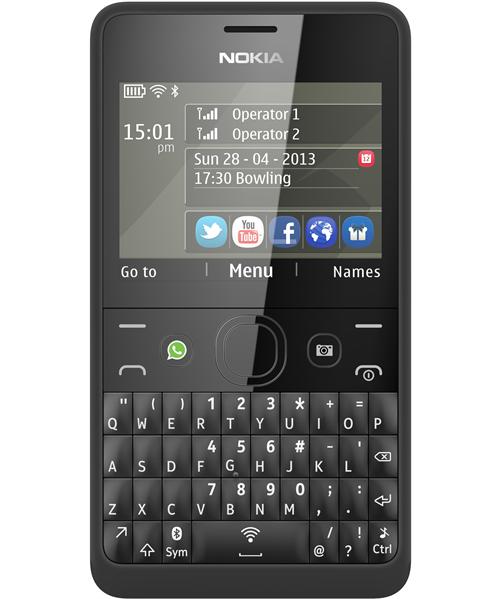 NOKIA
15:01
pm
Operator 1
Operator 2
Sun 28 - 04 - 2013
12
17:30 Bowling
You
Tube
f
Go to Menu Names
" ( ) 1 2 3 * + =
Q W E R T Y U I O P
4 5 6 # - '
A S D F G H J K L
7 8 9 0 ; :
Z X C V B N M , .
/ !
Sym @ ? Ctrl